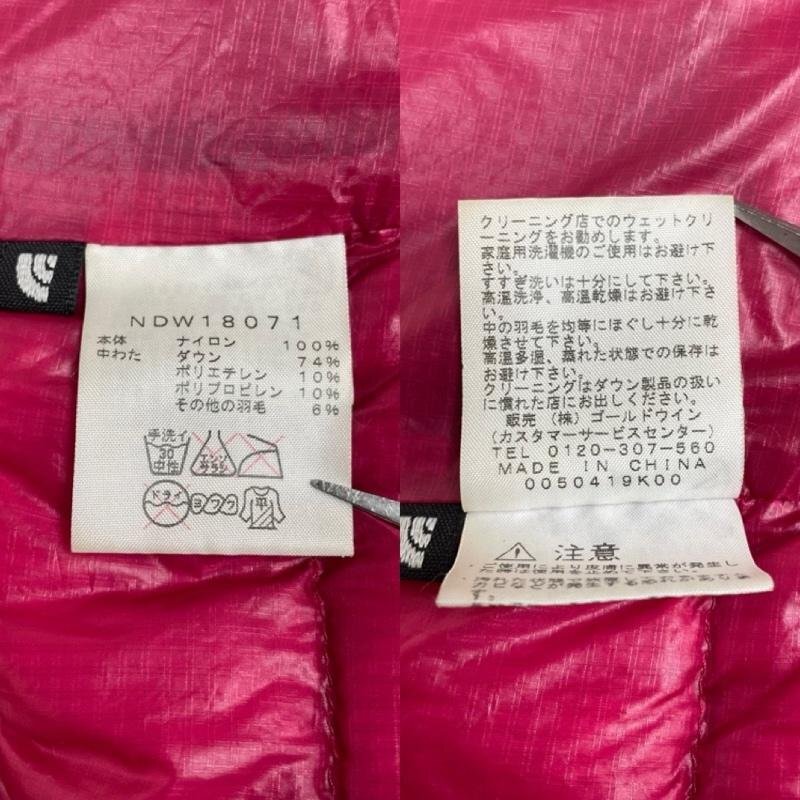 NDW18071
本体 ナイロン 100%
中わた ダウン 74%
ポリエチレン 10%
ポリプロピレン 10%
その他の羽毛 6%
手洗イ
30
中性
エンソ
サラシ
ドライ
ヨワク
平
クリーニング店でのウェットクリ
ーニングをお勧めします。
家庭用洗濯機のご使用はお避け下
さい。
すすぎ洗いは十分にして下さい。
高温洗浄、高温乾燥はお避け下さ
い。
中の羽毛を均等にほぐし十分に乾
燥させて下さい。
高温多湿、蒸れた状態での保存は
お避け下さい。
クリーニングはダウン製品の扱い
に慣れた店にお出しください。
販売 (株) ゴールドウイン
(カスタマーサービスセンター)
TEL 0120-307-560
MADE IN CHINA
0050419K00
注意